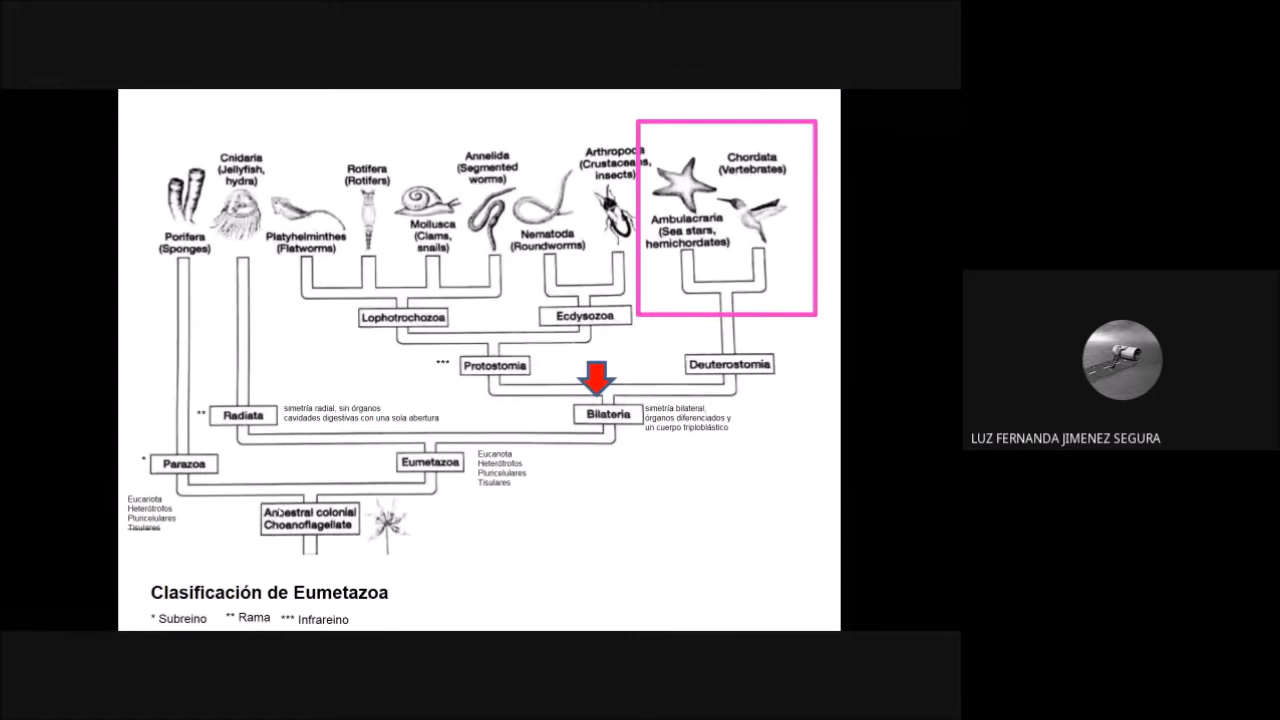 Cnidaria
(Jellyfish,
hydra)
Rotifera
(Rotifers)
Annelida
(Segmented
worms)
Arthropoda
(Crustaceans,
insects)
Chordata
(Vertebrates)
Porifera
(Sponges)
Platyhelminthes
(Flatworms)
Mollusca
(Clams,
snails)
Nematoda
(Roundworms)
Ambulacraria
(Sea stars,
hemichordates)
Lophotrochozoa
Ecdysozoa
*** Protostomia
Deuterostomia
** Radiata
simetría radial, sin órganos
cavidades digestivas con una sola abertura
Bilateria
simetría bilateral,
órganos diferenciados y
un cuerpo triploblástico
* Parazoa
Eumetazoa
Eucariota
Heterótrofos
Pluricelulares
Tisulares
Eucariota
Heterótrofos
Pluricelulares
Tisulares
Ancestral colonial
Choanoflagellate
Clasificación de Eumetazoa
* Subreino ** Rama *** Infrareino
LUZ FERNANDA JIMENEZ SEGURA